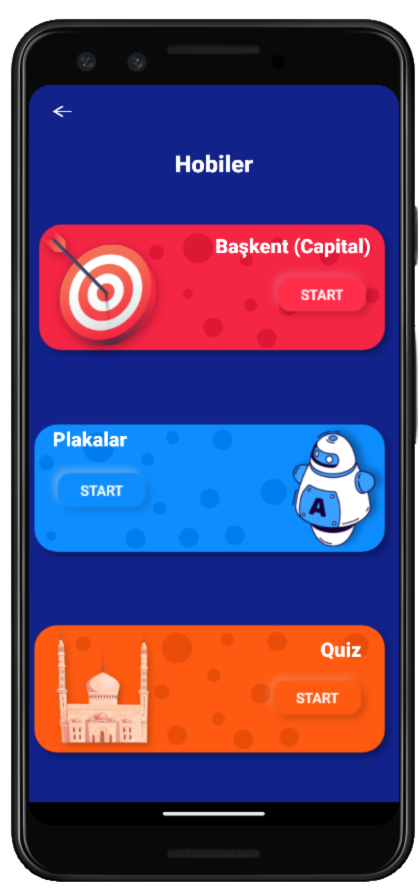 Hobiler
Başkent (Capital)
START
Plakalar
START
A
Quiz
START